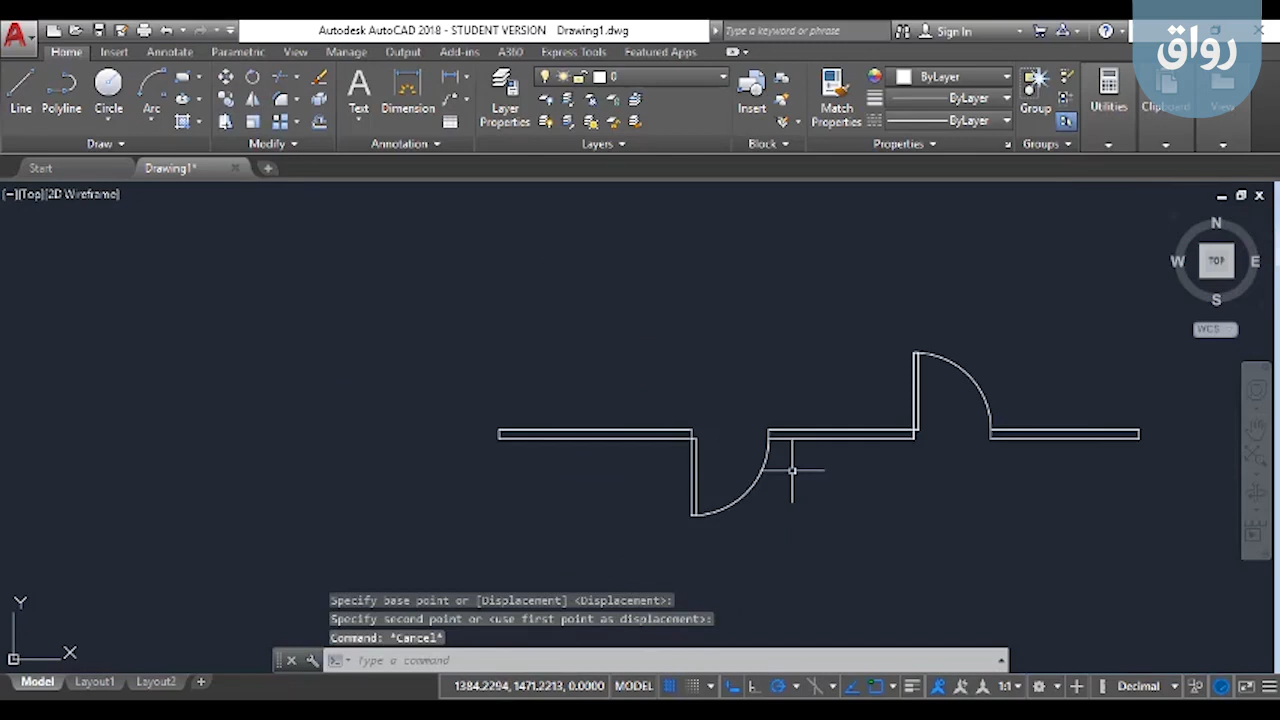 Autodesk AutoCAD 2018 - STUDENT VERSION Drawing1.dwg
Type a keyword or phrase
Sign In
رواق
Home Insert Annotate Parametric View Manage Output Add-ins A360 Express Tools Featured Apps
Line Polyline Circle Arc
Text Dimension
Layer Properties
0
Insert
Match Properties
ByLayer
ByLayer
ByLayer
Group
Utilities
Clipboard
View
Draw Modify Annotation Layers Block Properties Groups
Start Drawing1*
[−][Top][2D Wireframe]
N
W TOP E
S
WCS
Specify base point or [Displacement] <Displacement>:
Specify second point or <use first point as displacement>:
Command: *Cancel*
Type a command
Y
X
Model Layout1 Layout2
1384.2294, 1471.2213, 0.0000 MODEL 1:1 Decimal